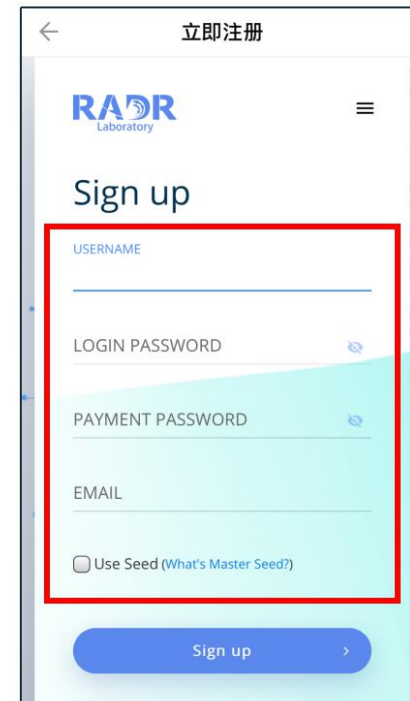 立即注册
RADR
Laboratory
Sign up
USERNAME
LOGIN PASSWORD
PAYMENT PASSWORD
EMAIL
Use Seed (What's Master Seed?)
Sign up